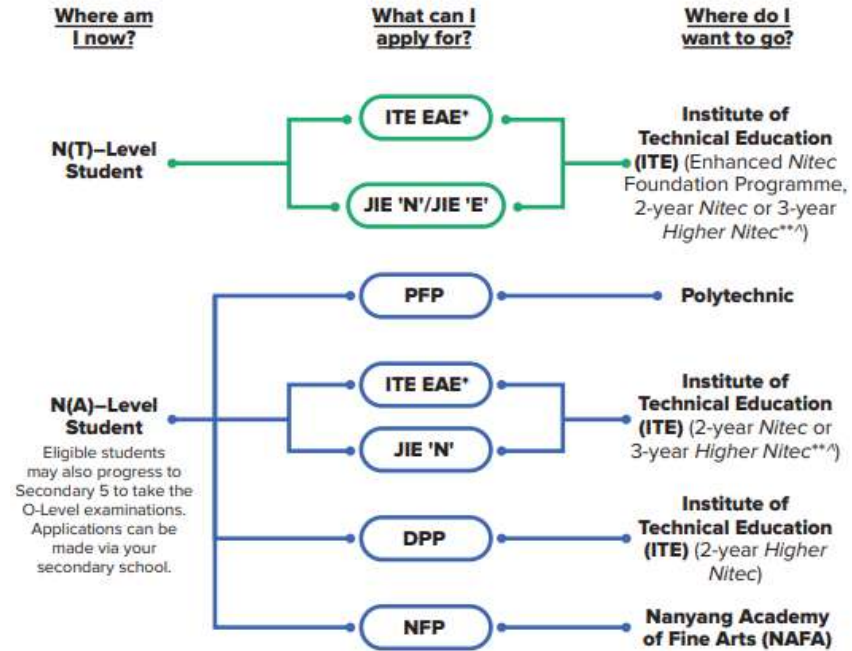 Where am
I now?
What can I
apply for?
Where do I
want to go?
N(T)–Level
Student
ITE EAE*
JIE 'N'/JIE 'E'
Institute of
Technical Education
(ITE) (Enhanced Nitec
Foundation Programme,
2-year Nitec or 3-year
Higher Nitec**^)
N(A)–Level
Student
Eligible students
may also progress to
Secondary 5 to take the
O-Level examinations.
Applications can be
made via your
secondary school.
PFP
Polytechnic
ITE EAE*
JIE 'N'
Institute of
Technical Education
(ITE) (2-year Nitec or
3-year Higher Nitec**^)
DPP
Institute of
Technical Education
(ITE) (2-year Higher
Nitec)
NFP
Nanyang Academy
of Fine Arts (NAFA)